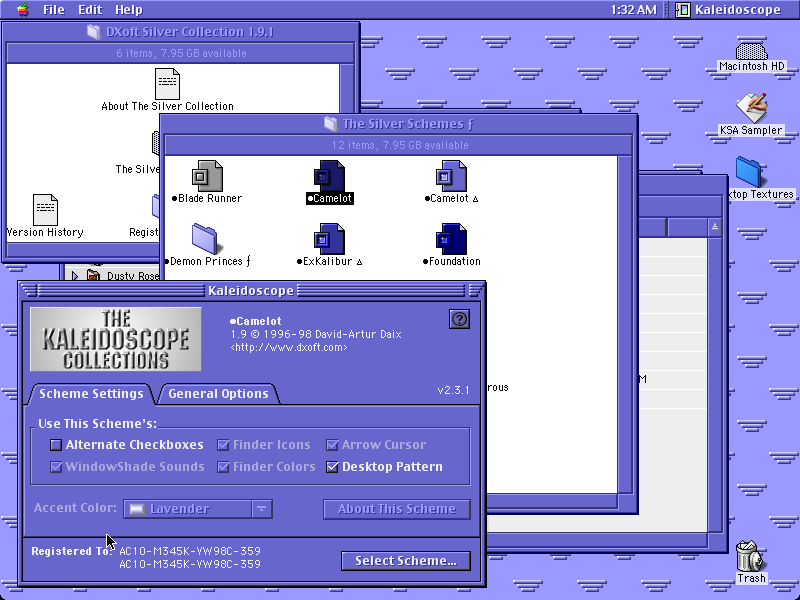 File Edit Help
1:32 AM Kaleidoscope
DXoft Silver Collection 1.9.1
6 items, 7.95 GB available
About The Silver Collection
The Silve
Version History
Regist
Macintosh HD
KSA Sampler
ktop Textures
Trash
The Silver Schemes ƒ
12 items, 7.95 GB available
•Blade Runner
•Camelot
•Camelot ∆
•Demon Princes ƒ
•ExKalibur ∆
•Foundation
rous
M
Dusty Rose
Kaleidoscope
THE
KALEIDOSCOPE
COLLECTIONS
•Camelot
1.9 © 1996-98 David-Artur Daix
<http://www.dxoft.com>
?
v2.3.1
Scheme Settings
General Options
Use This Scheme's:
Alternate Checkboxes
Finder Icons
Arrow Cursor
WindowShade Sounds
Finder Colors
Desktop Pattern
Accent Color:
Lavender
About This Scheme
Registered To: AC10-M345K-YW98C-359
AC10-M345K-YW98C-359
Select Scheme...